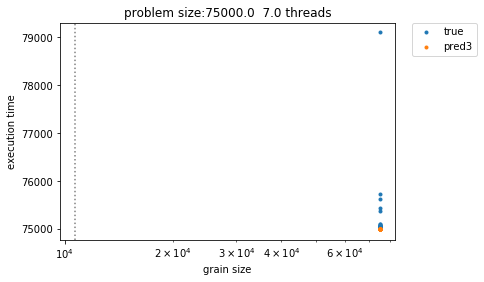 problem size:75000.0  7.0 threads
79000
78000
77000
76000
75000
execution time
10⁴
2 × 10⁴
3 × 10⁴
4 × 10⁴
6 × 10⁴
grain size
true
pred3